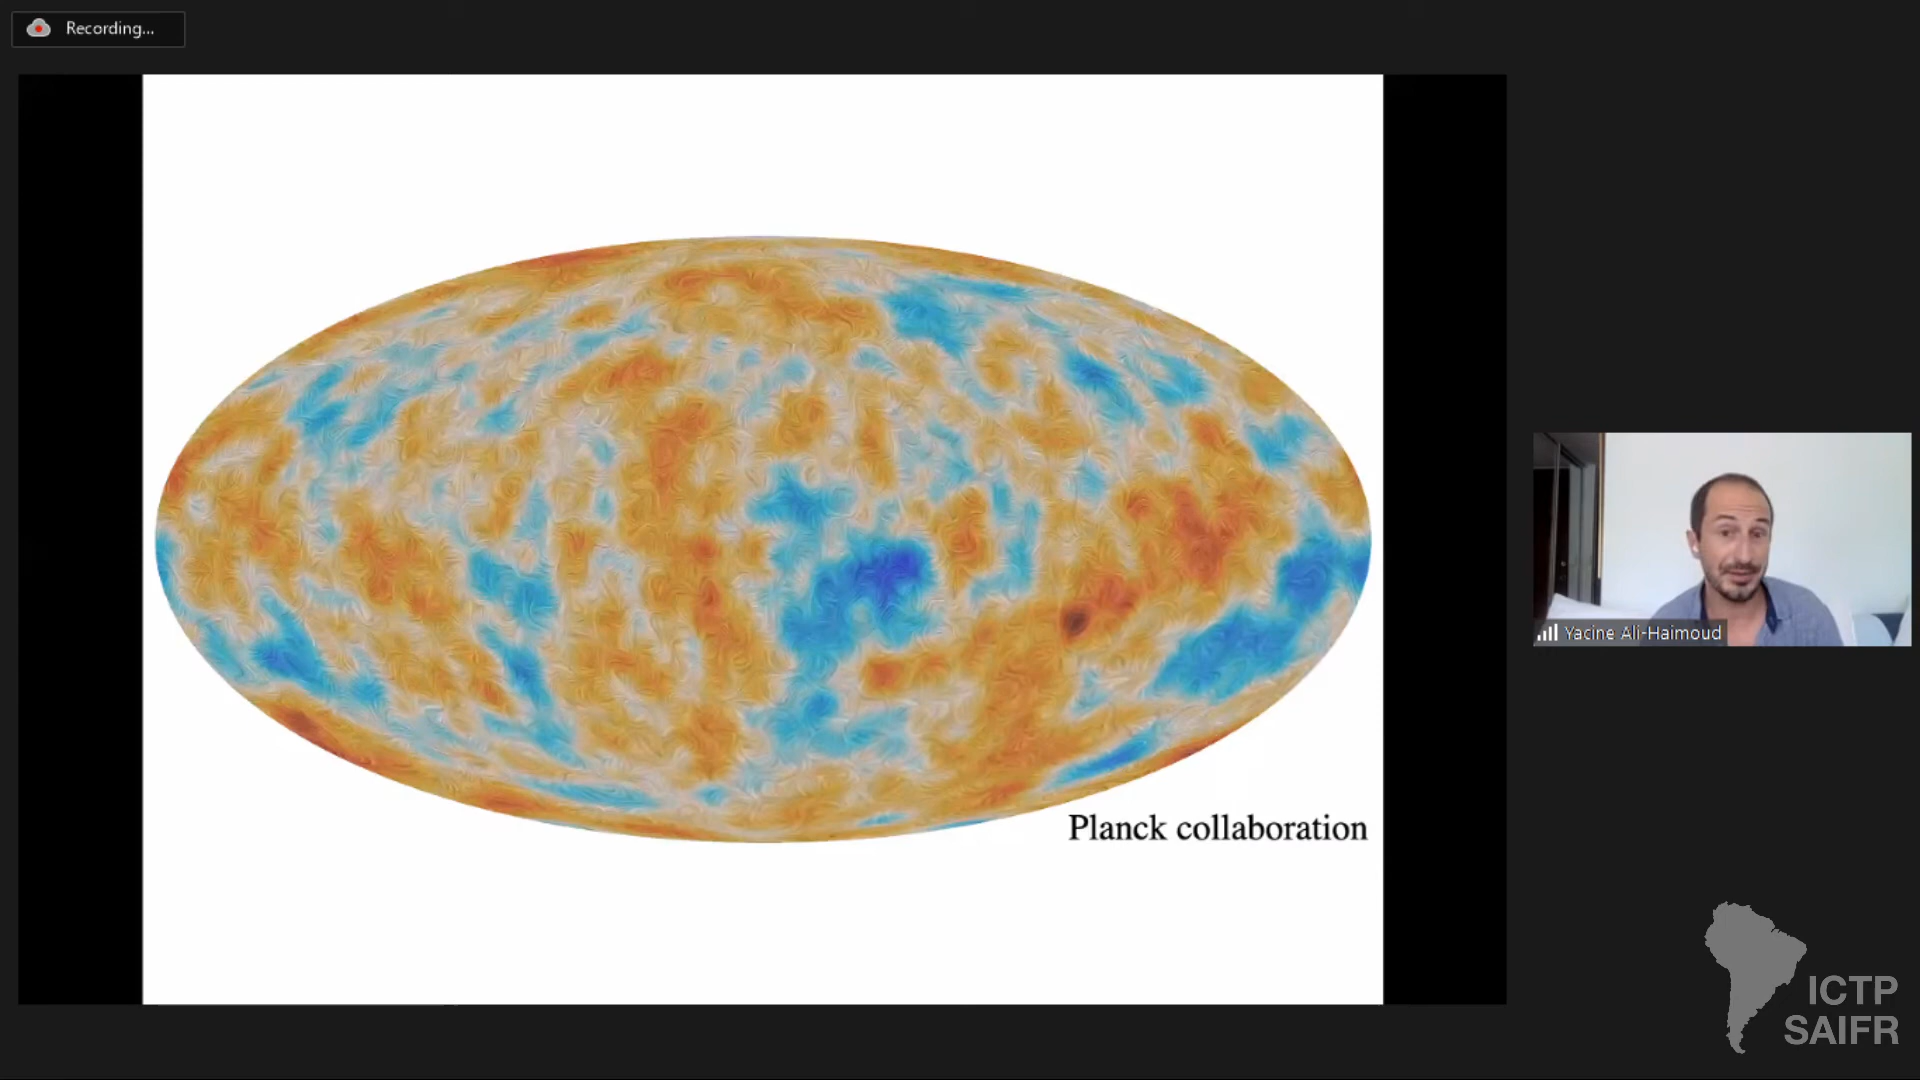 Recording...
Planck collaboration
Yacine Ali-Haimoud
ICTP
SAIFR